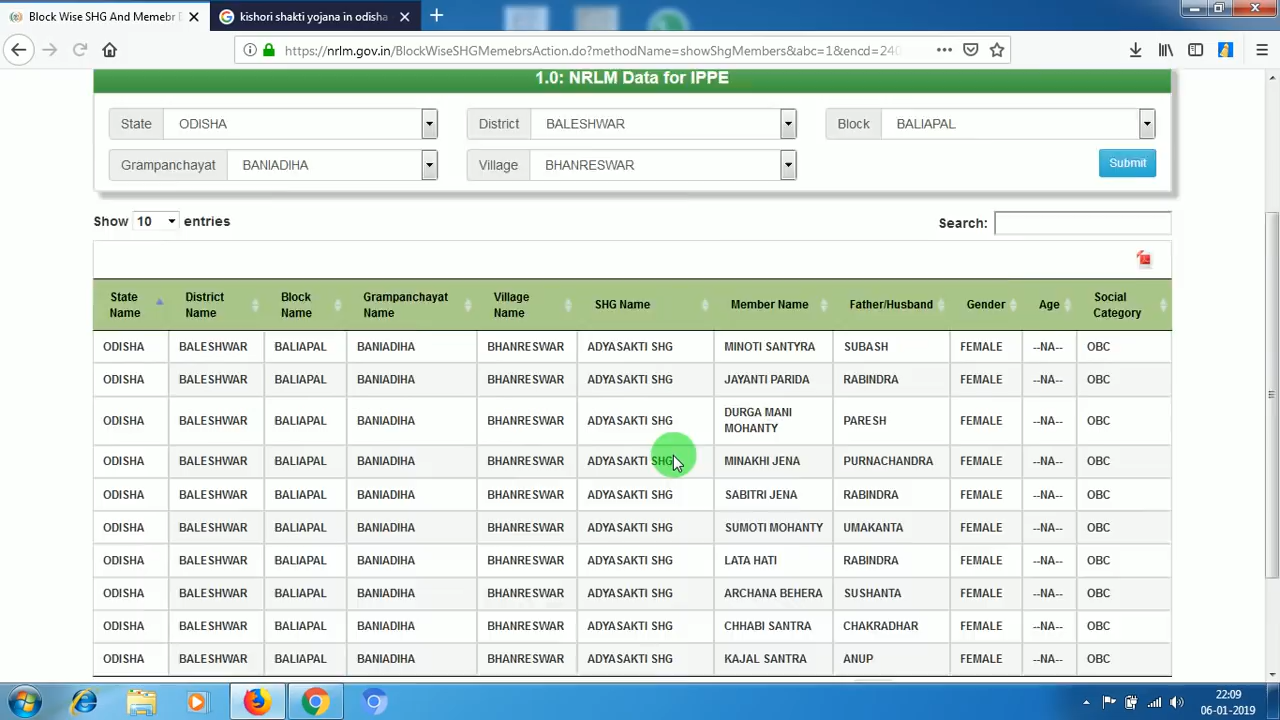 Block Wise SHG And Memebr D
kishori shakti yojana in odisha
https://nrlm.gov.in/BlockWiseSHGMemebrsAction.do?methodName=showShgMembers&abc=1&encd=240
1.0: NRLM Data for IPPE
State ODISHA District BALESHWAR Block BALIAPAL
Grampanchayat BANIADIHA Village BHANRESWAR Submit
Show 10 entries Search:
State Name District Name Block Name Grampanchayat Name Village Name SHG Name Member Name Father/Husband Gender Age Social Category
ODISHA BALESHWAR BALIAPAL BANIADIHA BHANRESWAR ADYASAKTI SHG MINOTI SANTYRA SUBASH FEMALE --NA-- OBC
ODISHA BALESHWAR BALIAPAL BANIADIHA BHANRESWAR ADYASAKTI SHG JAYANTI PARIDA RABINDRA FEMALE --NA-- OBC
ODISHA BALESHWAR BALIAPAL BANIADIHA BHANRESWAR ADYASAKTI SHG DURGA MANI MOHANTY PARESH FEMALE --NA-- OBC
ODISHA BALESHWAR BALIAPAL BANIADIHA BHANRESWAR ADYASAKTI SHG MINAKHI JENA PURNACHANDRA FEMALE --NA-- OBC
ODISHA BALESHWAR BALIAPAL BANIADIHA BHANRESWAR ADYASAKTI SHG SABITRI JENA RABINDRA FEMALE --NA-- OBC
ODISHA BALESHWAR BALIAPAL BANIADIHA BHANRESWAR ADYASAKTI SHG SUMOTI MOHANTY UMAKANTA FEMALE --NA-- OBC
ODISHA BALESHWAR BALIAPAL BANIADIHA BHANRESWAR ADYASAKTI SHG LATA HATI RABINDRA FEMALE --NA-- OBC
ODISHA BALESHWAR BALIAPAL BANIADIHA BHANRESWAR ADYASAKTI SHG ARCHANA BEHERA SUSHANTA FEMALE --NA-- OBC
ODISHA BALESHWAR BALIAPAL BANIADIHA BHANRESWAR ADYASAKTI SHG CHHABI SANTRA CHAKRADHAR FEMALE --NA-- OBC
ODISHA BALESHWAR BALIAPAL BANIADIHA BHANRESWAR ADYASAKTI SHG KAJAL SANTRA ANUP FEMALE --NA-- OBC
22:09
06-01-2019